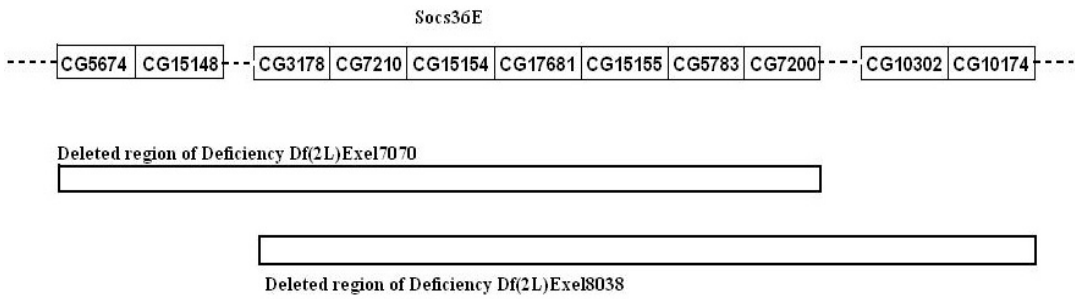 Socs36E
CG5674 CG15148 CG3178 CG7210 CG15154 CG17681 CG15155 CG5783 CG7200 CG10302 CG10174
Deleted region of Deficiency Df(2L)Exel7070
Deleted region of Deficiency Df(2L)Exel8038